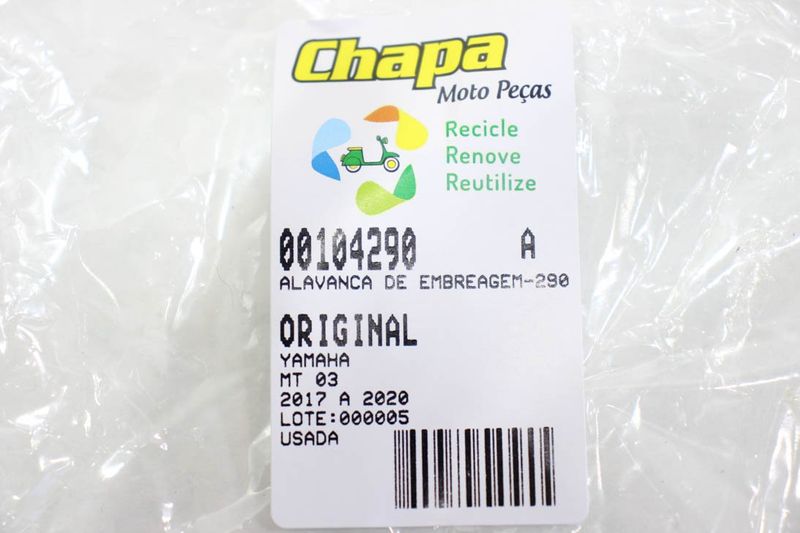 Chapa
Moto Peças
Recicle
Renove
Reutilize
00104290 A
ALAVANCA DE EMBREAGEM-290
ORIGINAL
YAMAHA
MT 03
2017 A 2020
LOTE:000005
USADA